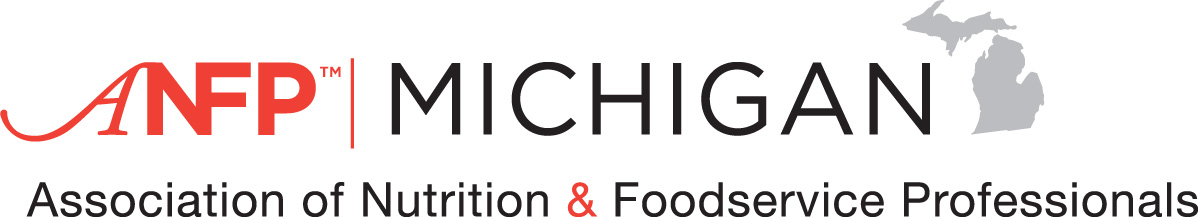 ANFP™ | MICHIGAN
Association of Nutrition & Foodservice Professionals